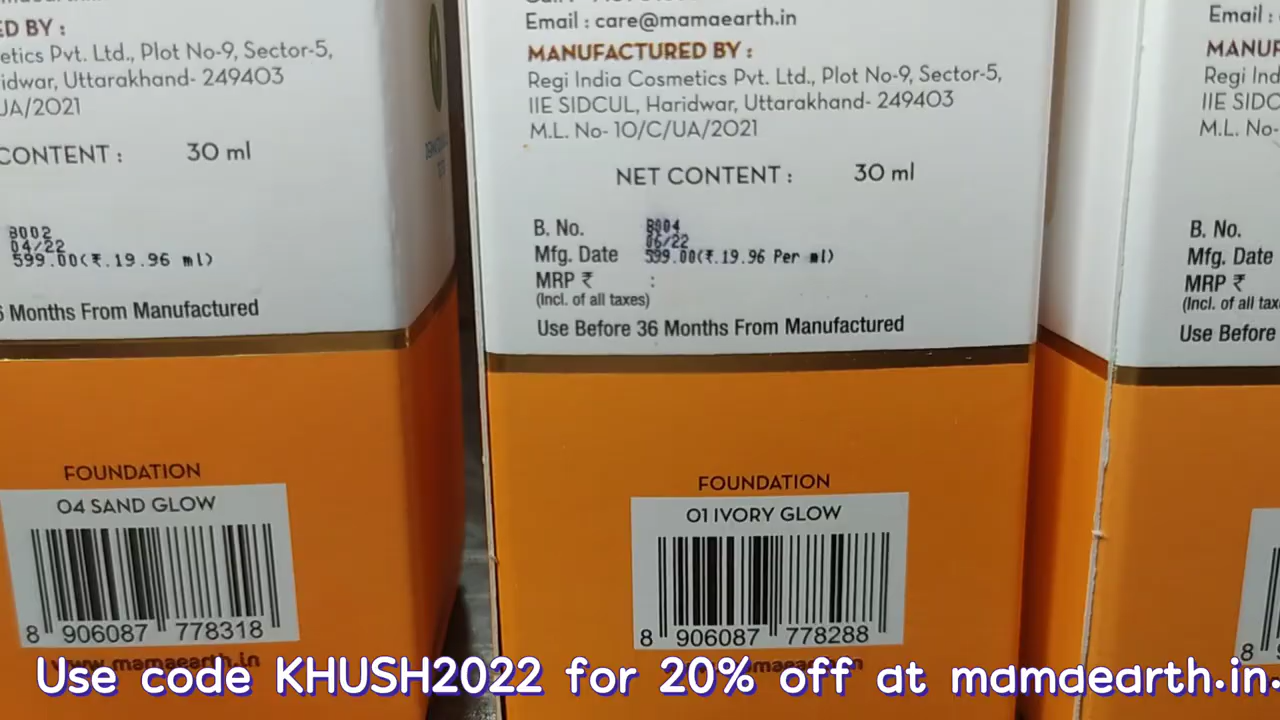 ED BY :
etics Pvt. Ltd., Plot No-9, Sector-5,
idwar, Uttarakhand- 249403
UA/2021
CONTENT : 30 ml
B002
04/22
599.00(₹.19.96 ml)
6 Months From Manufactured
FOUNDATION
04 SAND GLOW
8 906087 778318
www.mamaearth.in
Email : care@mamaearth.in
MANUFACTURED BY :
Regi India Cosmetics Pvt. Ltd., Plot No-9, Sector-5,
IIE SIDCUL, Haridwar, Uttarakhand- 249403
M.L. No- 10/C/UA/2021
NET CONTENT : 30 ml
B. No. B004
Mfg. Date 06/22
MRP ₹ : 599.00(₹.19.96 Per ml)
(Incl. of all taxes)
Use Before 36 Months From Manufactured
FOUNDATION
01 IVORY GLOW
8 906087 778288
Email :
MANUF
Regi Ind
IIE SIDC
M.L. No-
B. No.
Mfg. Date
MRP ₹
(Incl. of all tax
Use Before
8
Use code KHUSH2022 for 20% off at mamaearth.in.